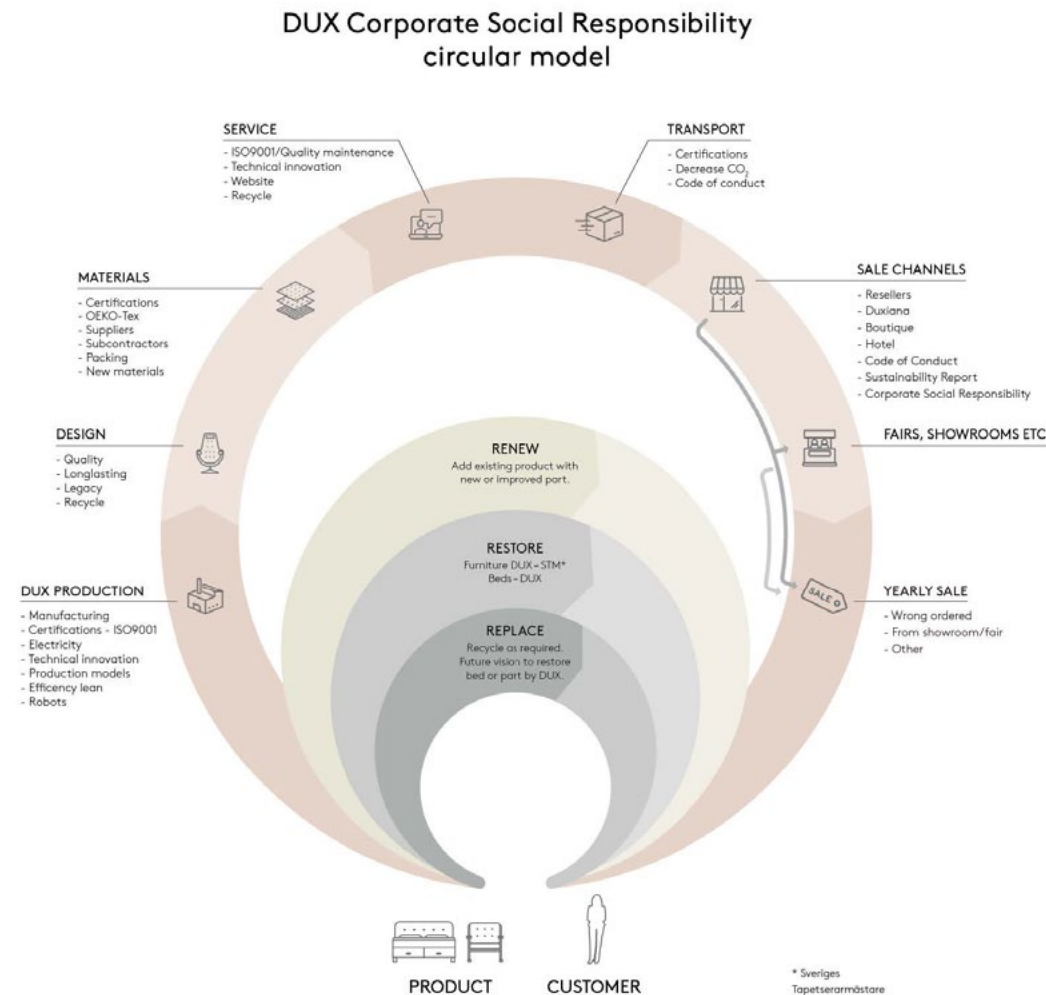 DUX Corporate Social Responsibility
circular model
SERVICE
- ISO9001/Quality maintenance
- Technical innovation
- Website
- Recycle
TRANSPORT
- Certifications
- Decrease CO₂
- Code of conduct
MATERIALS
- Certifications
- OEKO-Tex
- Suppliers
- Subcontractors
- Packing
- New materials
SALE CHANNELS
- Resellers
- Duxiana
- Boutique
- Hotel
- Code of Conduct
- Sustainability Report
- Corporate Social Responsibility
DESIGN
- Quality
- Longlasting
- Legacy
- Recycle
FAIRS, SHOWROOMS ETC
RENEW
Add existing product with
new or improved part.
RESTORE
Furniture DUX - STM*
Beds - DUX
DUX PRODUCTION
- Manufacturing
- Certifications - ISO9001
- Electricity
- Technical innovation
- Production models
- Efficency lean
- Robots
REPLACE
Recycle as required.
Future vision to restore
bed or part by DUX.
SALE
YEARLY SALE
- Wrong ordered
- From showroom/fair
- Other
PRODUCT
CUSTOMER
* Sveriges
Tapetserarmästare